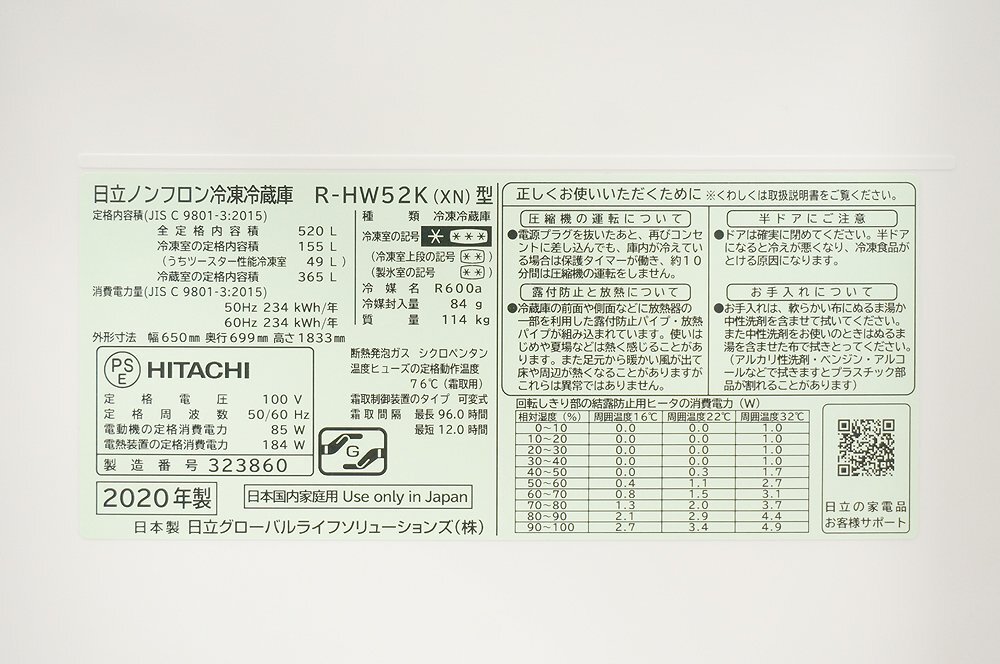 日立ノンフロン冷凍冷蔵庫 R-HW52K(XN)型
定格内容積(JIS C 9801-3:2015)
全定格内容積 520 L
冷凍室の定格内容積 155 L
(うちツースター性能冷凍室 49 L)
冷蔵室の定格内容積 365 L
消費電力量(JIS C 9801-3:2015)
50Hz 234 kWh/年
60Hz 234 kWh/年
外形寸法 幅650mm 奥行699mm 高さ1833mm
種類 冷凍冷蔵庫
冷凍室の記号 * ***
(冷凍室上段の記号 **)
(製氷室の記号 **)
冷媒名 R600a
冷媒封入量 84 g
質量 114 kg
PS E HITACHI
定格電圧 100 V
定格周波数 50/60 Hz
電動機の定格消費電力 85 W
電熱装置の定格消費電力 184 W
製造番号 323860
断熱発泡ガス シクロペンタン
温度ヒューズの定格動作温度
76℃(霜取用)
霜取制御装置のタイプ 可変式
霜取間隔 最長 96.0 時間
最短 12.0 時間
G
2020年製
日本国内家庭用 Use only in Japan
日本製 日立グローバルライフソリューションズ(株)
正しくお使いいただくために ※くわしくは取扱説明書をご覧ください。
圧縮機の運転について
●電源プラグを抜いたあと、再びコンセ
ントに差し込んでも、庫内が冷えてい
る場合は保護タイマーが働き、約10
分間は圧縮機の運転をしません。
露付防止と放熱について
●冷蔵庫の前面や側面などに放熱器の
一部を利用した露付防止パイプ・放熱
パイプが組み込まれています。使いは
じめや夏場などは熱く感じることがあ
ります。また足元から暖かい風が出て
床や周辺が熱くなることがありますが
これらは異常ではありません。
半ドアにご注意
●ドアは確実に閉めてください。半ドア
になると冷えが悪くなり、冷凍食品が
とける原因になります。
お手入れについて
●お手入れは、軟らかい布にぬるま湯か
中性洗剤を含ませて拭いてください。
また中性洗剤をお使いのときはぬるま
湯を含ませた布で拭きとってください。
(アルカリ性洗剤・ベンジン・アルコ
ールなどで拭きますとプラスチック部
品が割れることがあります)
回転しきり部の結露防止用ヒータの消費電力(W)
相対湿度(%) 周囲温度16℃ 周囲温度22℃ 周囲温度32℃
0~10 0.0 0.0 1.0
10~20 0.0 0.0 1.0
20~30 0.0 0.0 1.0
30~40 0.0 0.0 1.0
40~50 0.0 0.3 1.7
50~60 0.4 1.1 2.7
60~70 0.8 1.5 3.1
70~80 1.3 2.0 3.7
80~90 2.1 2.9 4.4
90~100 2.7 3.4 4.9
日立の家電品
お客様サポート